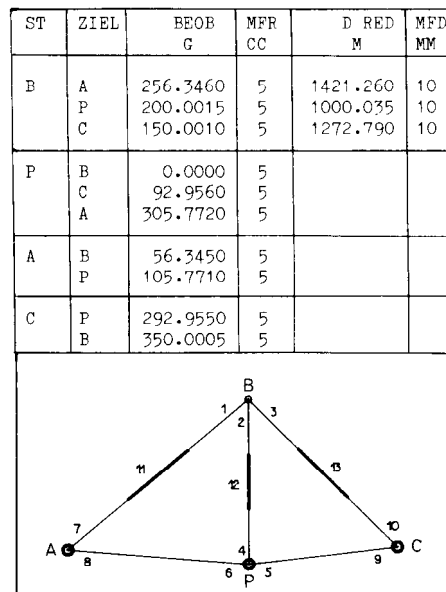 ST ZIEL BEOB MFR D RED MFD
G CC M MM
B A 256.3460 5 1421.260 10
P 200.0015 5 1000.035 10
C 150.0010 5 1272.790 10
P B 0.0000 5
C 92.9560 5
A 305.7720 5
A B 56.3450 5
P 105.7710 5
C P 292.9550 5
B 350.0005 5
B
1 2 3
11 12 13
7 10
A 8 4 9 C
6 P 5